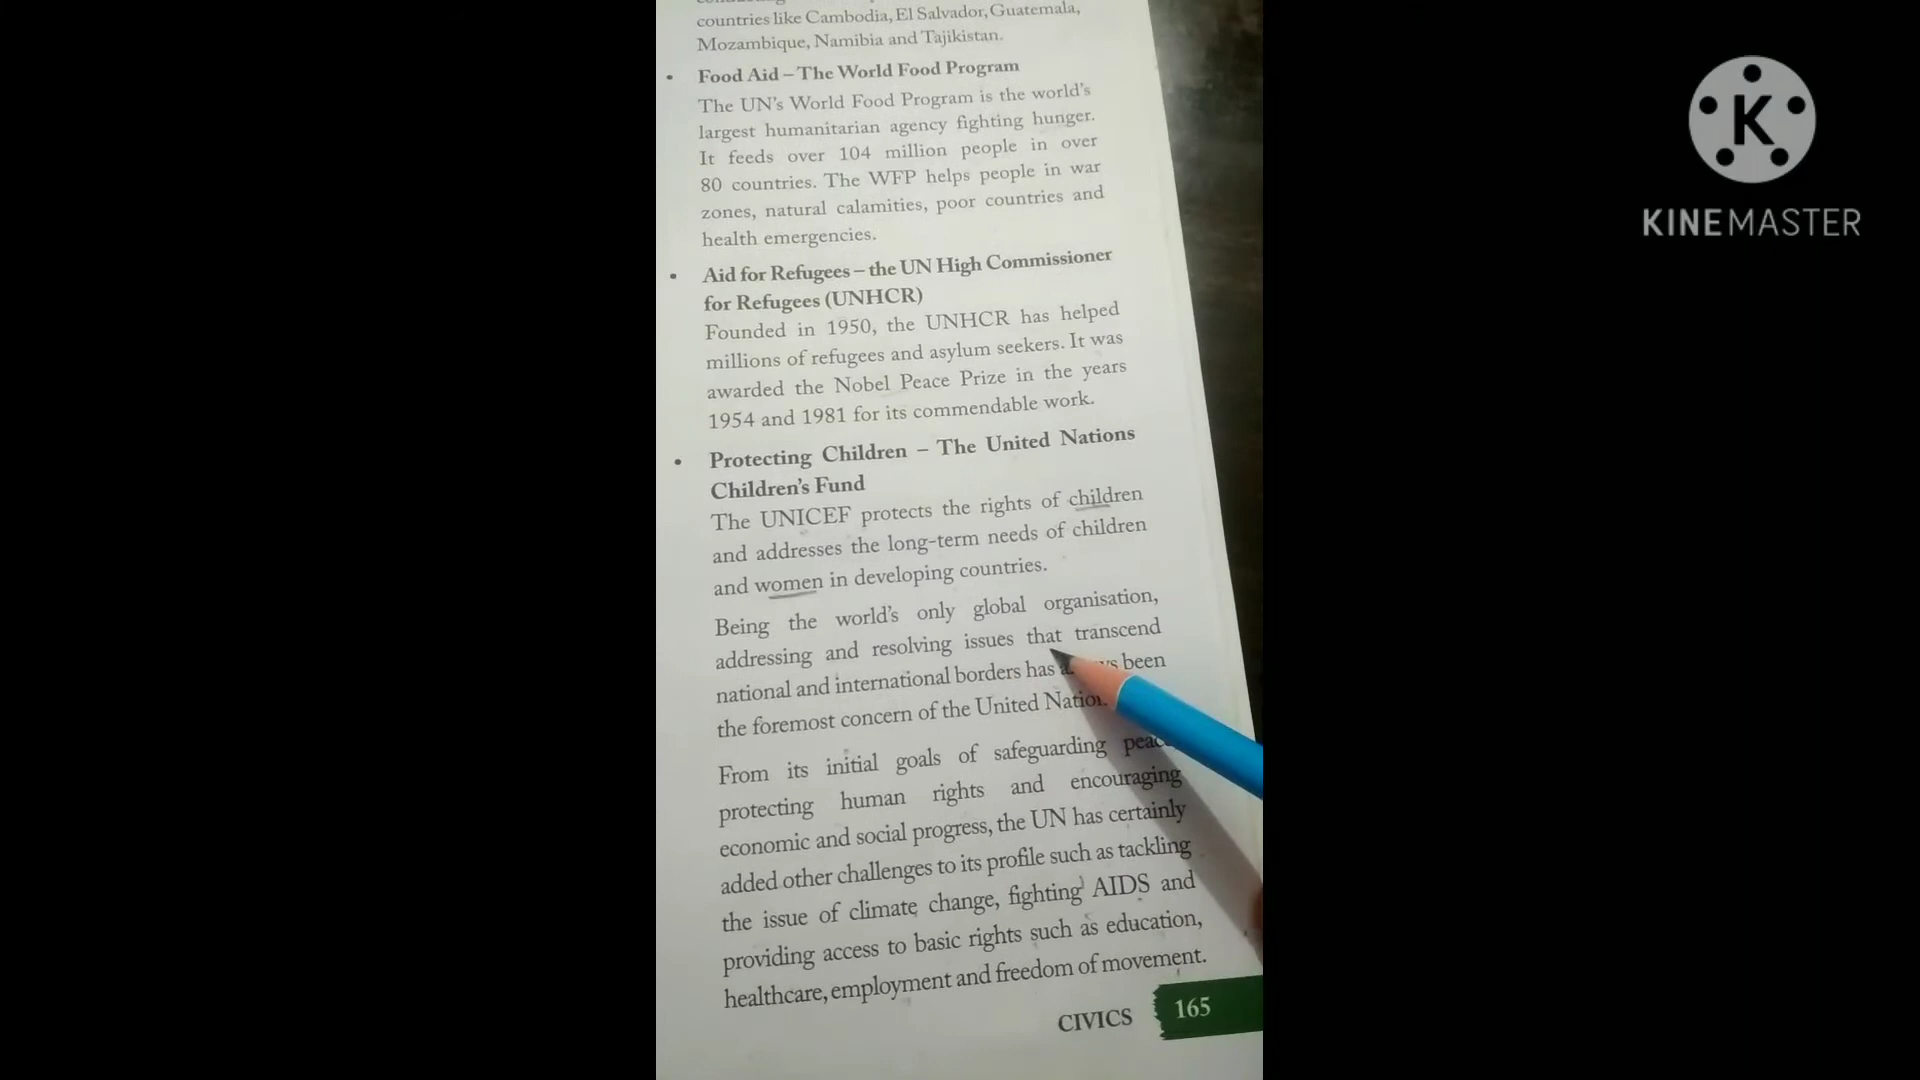 countries like Cambodia, El Salvador, Guatemala,
Mozambique, Namibia and Tajikistan.
• Food Aid – The World Food Program
The UN's World Food Program is the world's
largest humanitarian agency fighting hunger.
It feeds over 104 million people in over
80 countries. The WFP helps people in war
zones, natural calamities, poor countries and
health emergencies.
• Aid for Refugees – the UN High Commissioner
for Refugees (UNHCR)
Founded in 1950, the UNHCR has helped
millions of refugees and asylum seekers. It was
awarded the Nobel Peace Prize in the years
1954 and 1981 for its commendable work.
• Protecting Children – The United Nations
Children's Fund
The UNICEF protects the rights of children
and addresses the long-term needs of children
and women in developing countries.
Being the world's only global organisation,
addressing and resolving issues that transcend
national and international borders has been
the foremost concern of the United
From its initial goals of safeguarding
protecting human rights and encouraging
economic and social progress, the UN has certainly
added other challenges to its profile such as tackling
the issue of climate change, fighting AIDS and
providing access to basic rights such as education,
healthcare, employment and freedom of movement.
CIVICS 165
K
KINEMASTER